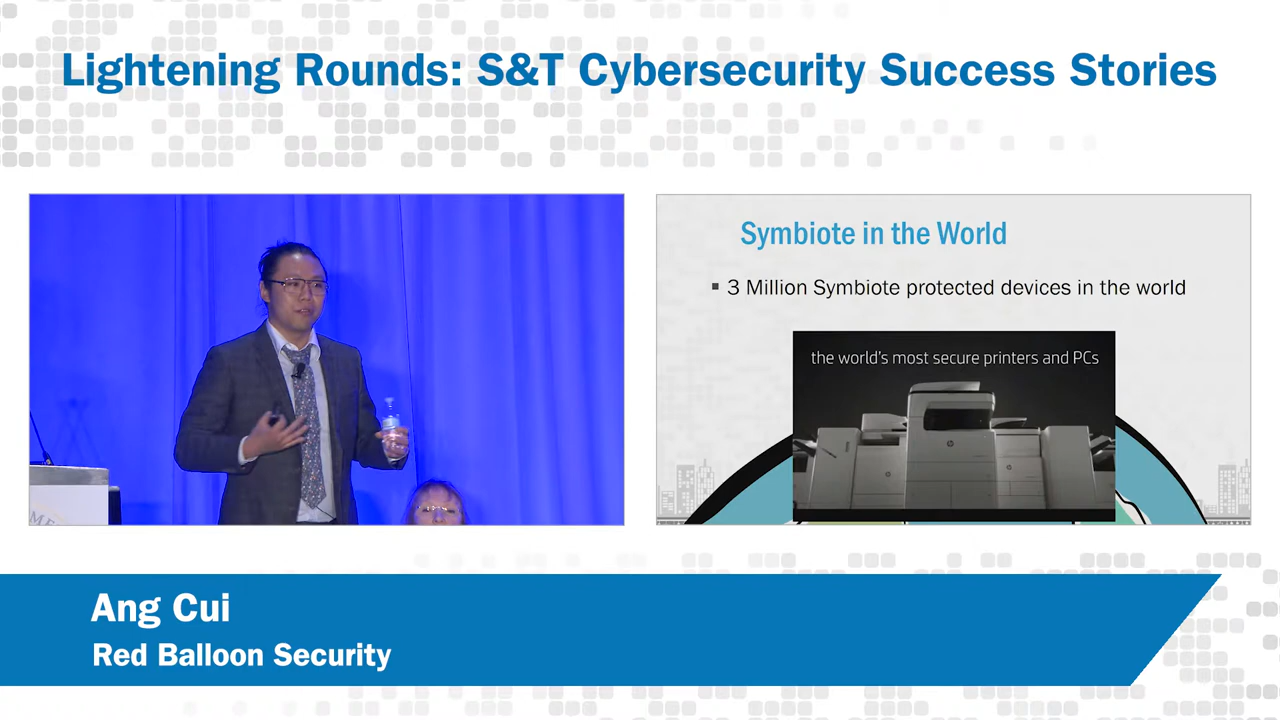 Lightening Rounds: S&T Cybersecurity Success Stories
Symbiote in the World
▪ 3 Million Symbiote protected devices in the world
the world's most secure printers and PCs
Ang Cui
Red Balloon Security